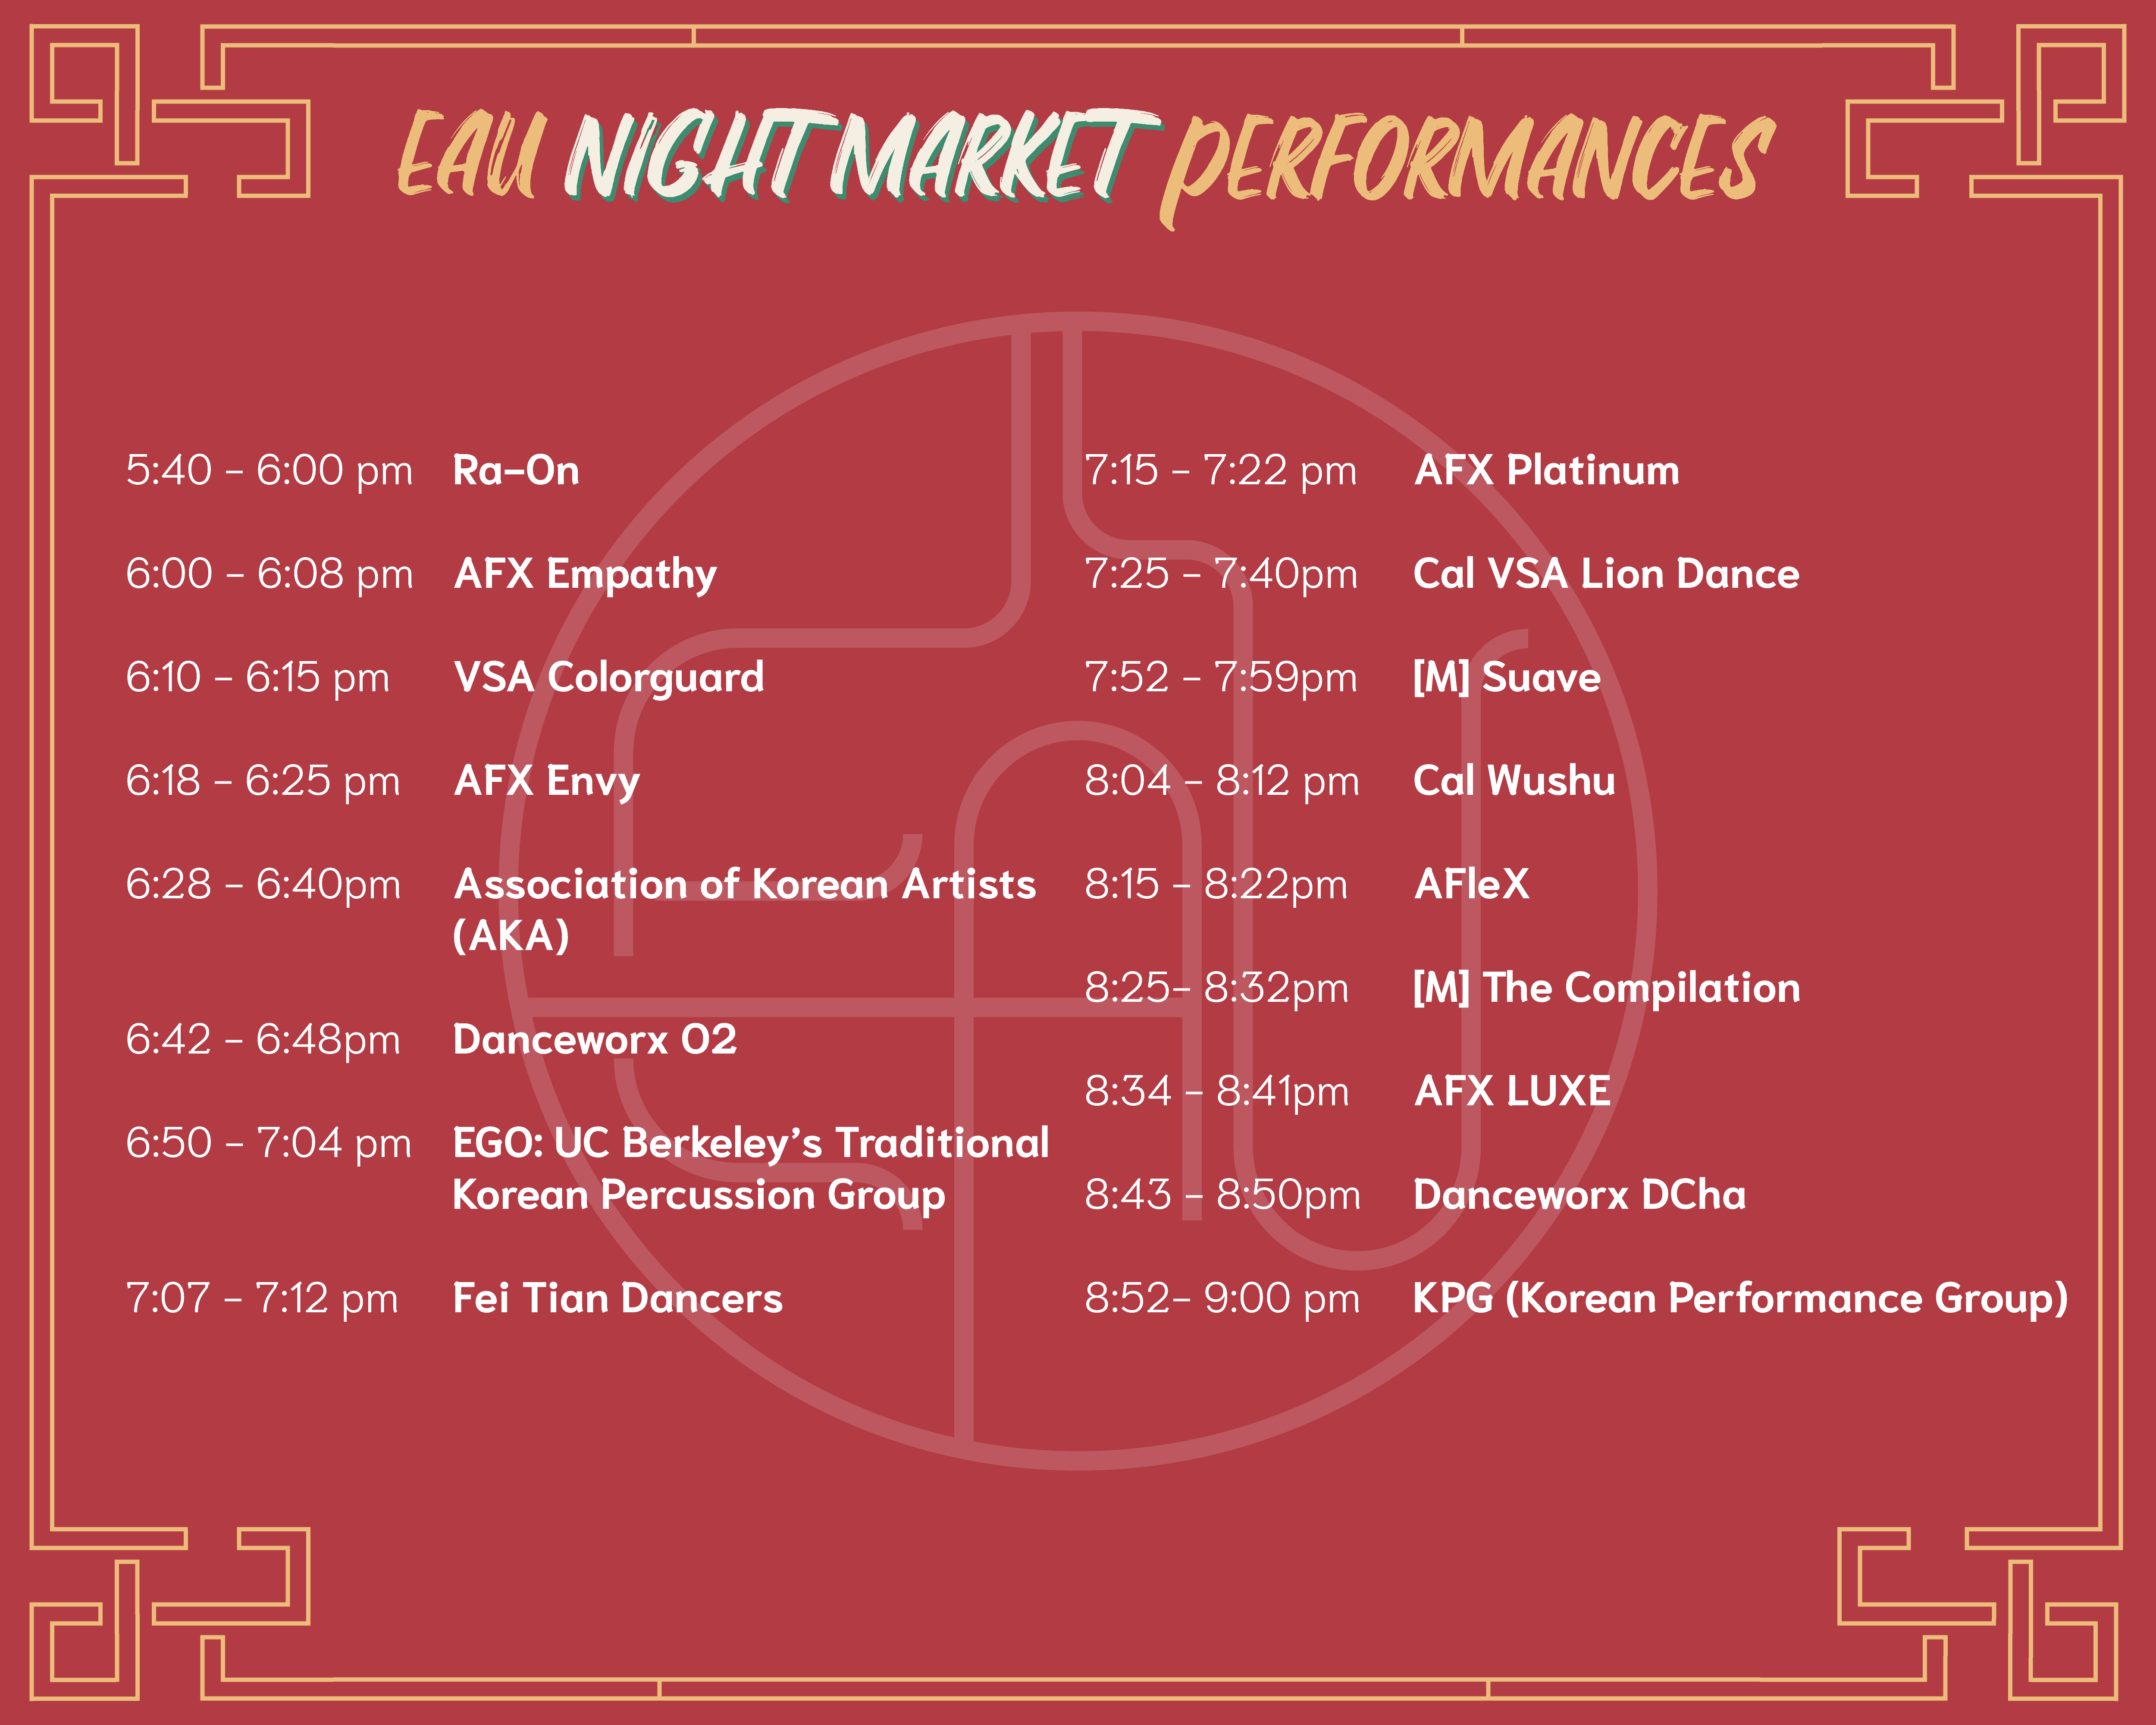 EAU NIGHT MARKET PERFORMANCES
5:40 - 6:00 pm Ra-On
6:00 - 6:08 pm AFX Empathy
6:10 - 6:15 pm VSA Colorguard
6:18 - 6:25 pm AFX Envy
6:28 - 6:40pm Association of Korean Artists
(AKA)
6:42 - 6:48pm Danceworx O2
6:50 - 7:04 pm EGO: UC Berkeley’s Traditional
Korean Percussion Group
7:07 - 7:12 pm Fei Tian Dancers
7:15 - 7:22 pm AFX Platinum
7:25 - 7:40pm Cal VSA Lion Dance
7:52 - 7:59pm [M] Suave
8:04 - 8:12 pm Cal Wushu
8:15 - 8:22pm AFleX
8:25- 8:32pm [M] The Compilation
8:34 - 8:41pm AFX LUXE
8:43 - 8:50pm Danceworx DCha
8:52- 9:00 pm KPG (Korean Performance Group)